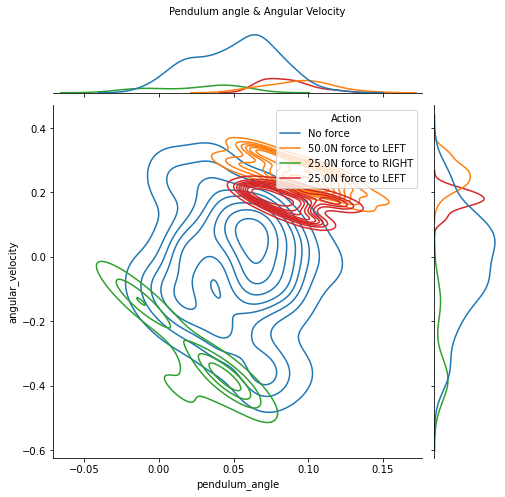 Pendulum angle & Angular Velocity
Action
No force
50.0N force to LEFT
25.0N force to RIGHT
25.0N force to LEFT
0.4
0.2
0.0
−0.2
−0.4
−0.6
angular_velocity
−0.05
0.00
0.05
0.10
0.15
pendulum_angle